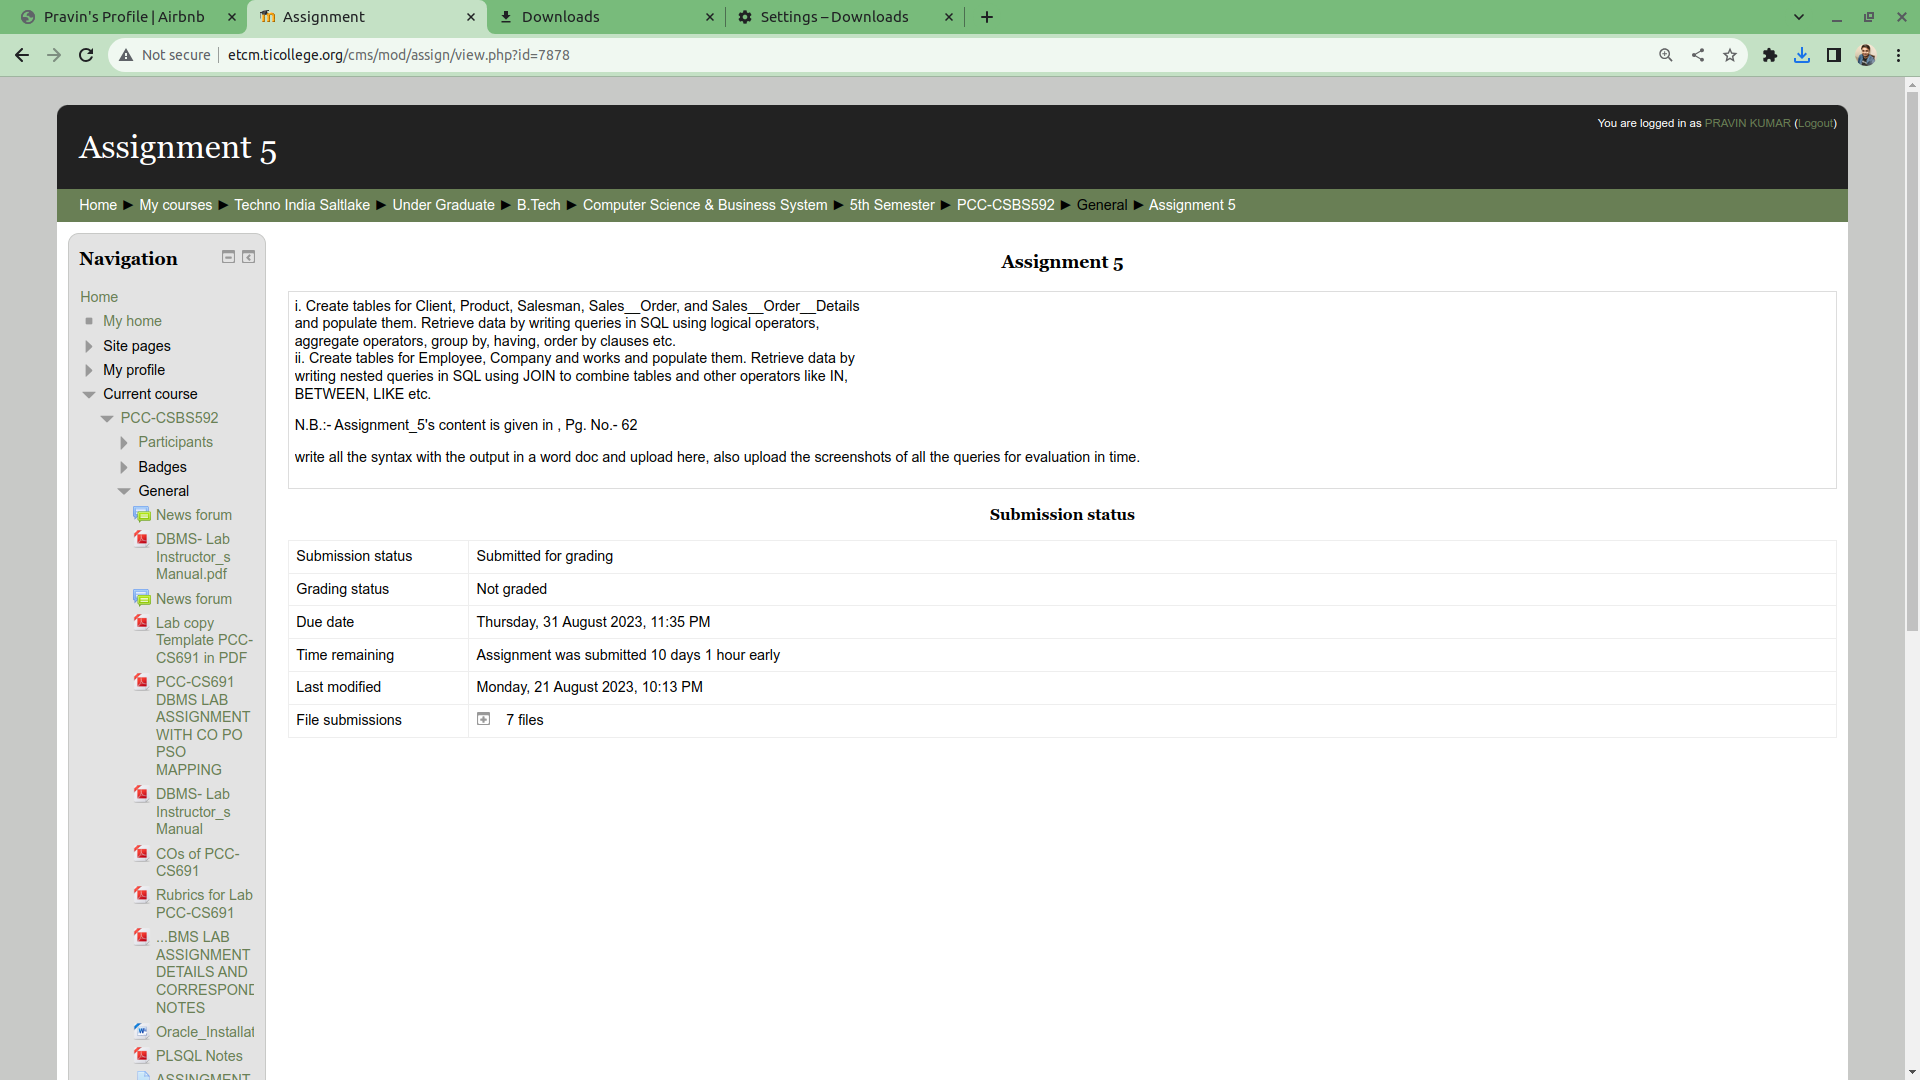 Pravin's Profile | Airbnb
Assignment
Downloads
Settings – Downloads
Not secure
etcm.ticollege.org/cms/mod/assign/view.php?id=7878
You are logged in as PRAVIN KUMAR (Logout)
Assignment 5
Home ► My courses ► Techno India Saltlake ► Under Graduate ► B.Tech ► Computer Science & Business System ► 5th Semester ► PCC-CSBS592 ► General ► Assignment 5
Navigation
Home
My home
Site pages
My profile
Current course
PCC-CSBS592
Participants
Badges
General
News forum
DBMS- Lab
Instructor_s
Manual.pdf
News forum
Lab copy
Template PCC-
CS691 in PDF
PCC-CS691
DBMS LAB
ASSIGNMENT
WITH CO PO
PSO
MAPPING
DBMS- Lab
Instructor_s
Manual
COs of PCC-
CS691
Rubrics for Lab
PCC-CS691
...BMS LAB
ASSIGNMENT
DETAILS AND
CORRESPOND
NOTES
Oracle_Installat
PLSQL Notes
ASSINGMENT
Assignment 5
i. Create tables for Client, Product, Salesman, Sales__Order, and Sales__Order__Details
and populate them. Retrieve data by writing queries in SQL using logical operators,
aggregate operators, group by, having, order by clauses etc.
ii. Create tables for Employee, Company and works and populate them. Retrieve data by
writing nested queries in SQL using JOIN to combine tables and other operators like IN,
BETWEEN, LIKE etc.
N.B.:- Assignment_5's content is given in , Pg. No.- 62
write all the syntax with the output in a word doc and upload here, also upload the screenshots of all the queries for evaluation in time.
Submission status
Submission status Submitted for grading
Grading status Not graded
Due date Thursday, 31 August 2023, 11:35 PM
Time remaining Assignment was submitted 10 days 1 hour early
Last modified Monday, 21 August 2023, 10:13 PM
File submissions 7 files